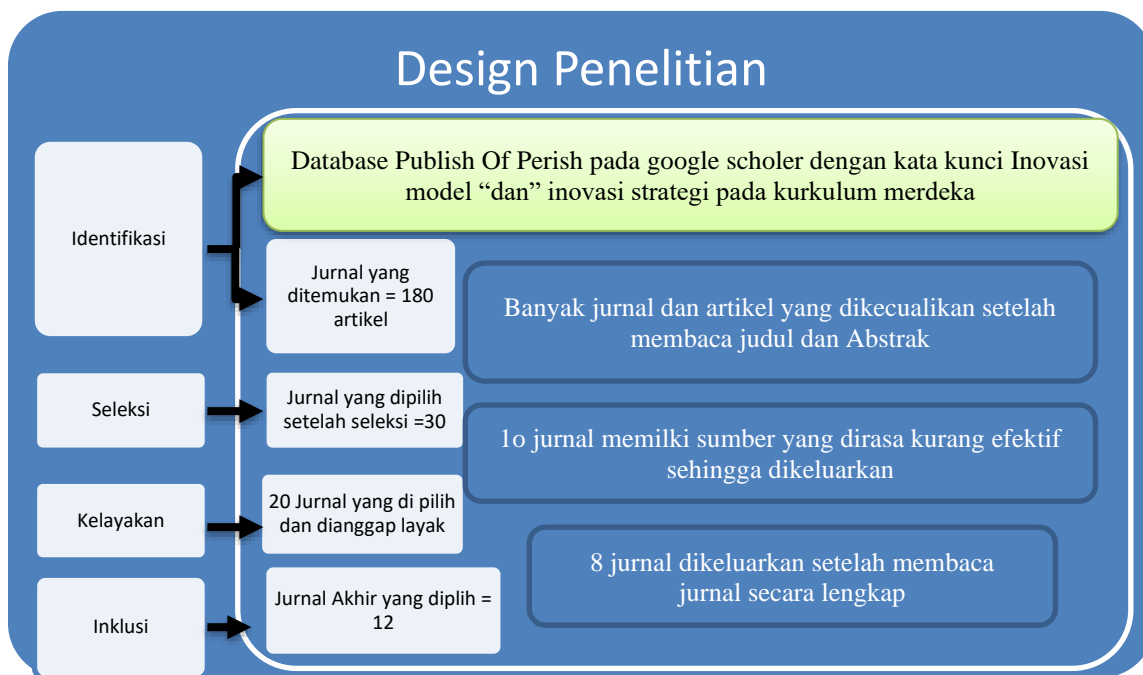 Design Penelitian
Database Publish Of Perish pada google scholer dengan kata kunci Inovasi
model “dan” inovasi strategi pada kurkulum merdeka
Identifikasi
Jurnal yang
ditemukan = 180
artikel
Banyak jurnal dan artikel yang dikecualikan setelah
membaca judul dan Abstrak
Seleksi
Jurnal yang dipilih
setelah seleksi =30
1o jurnal memilki sumber yang dirasa kurang efektif
sehingga dikeluarkan
Kelayakan
20 Jurnal yang di pilih
dan dianggap layak
8 jurnal dikeluarkan setelah membaca
jurnal secara lengkap
Inklusi
Jurnal Akhir yang diplih =
12